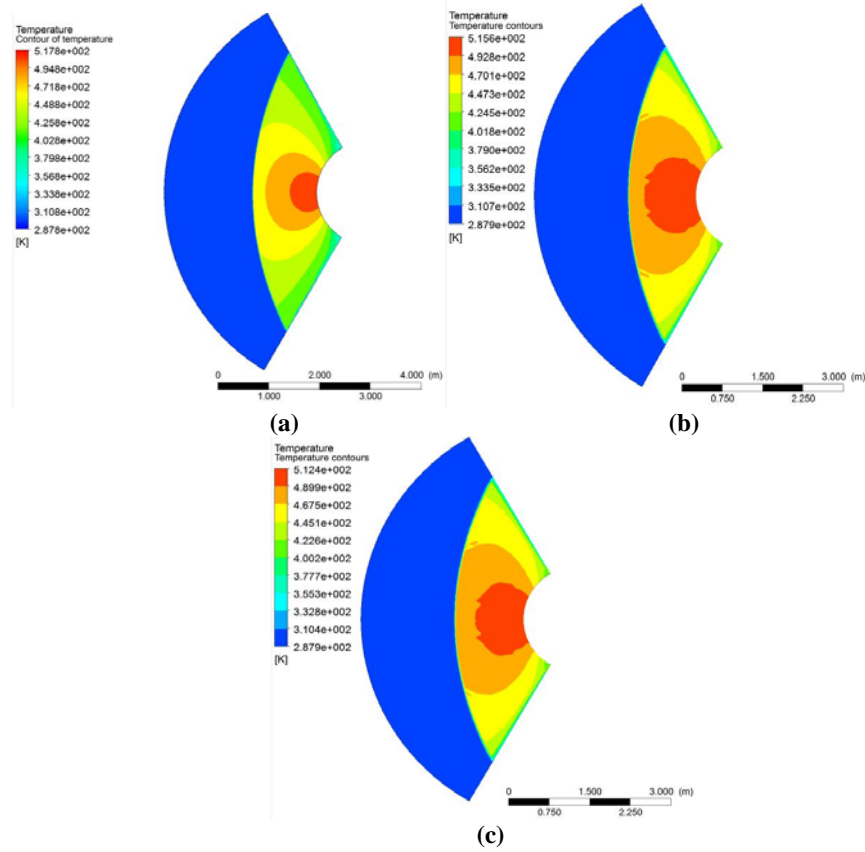 Temperature
Contour of temperature
5.178e+002
4.948e+002
4.718e+002
4.488e+002
4.258e+002
4.028e+002
3.798e+002
3.568e+002
3.338e+002
3.108e+002
2.878e+002
[K]
0 2.000 4.000 (m)
1.000 3.000
(a)
Temperature
Temperature contours
5.156e+002
4.928e+002
4.701e+002
4.473e+002
4.245e+002
4.018e+002
3.790e+002
3.562e+002
3.335e+002
3.107e+002
2.879e+002
[K]
0 1.500 3.000 (m)
0.750 2.250
(b)
Temperature
Temperature contours
5.124e+002
4.899e+002
4.675e+002
4.451e+002
4.226e+002
4.002e+002
3.777e+002
3.553e+002
3.328e+002
3.104e+002
2.879e+002
[K]
0 1.500 3.000 (m)
0.750 2.250
(c)